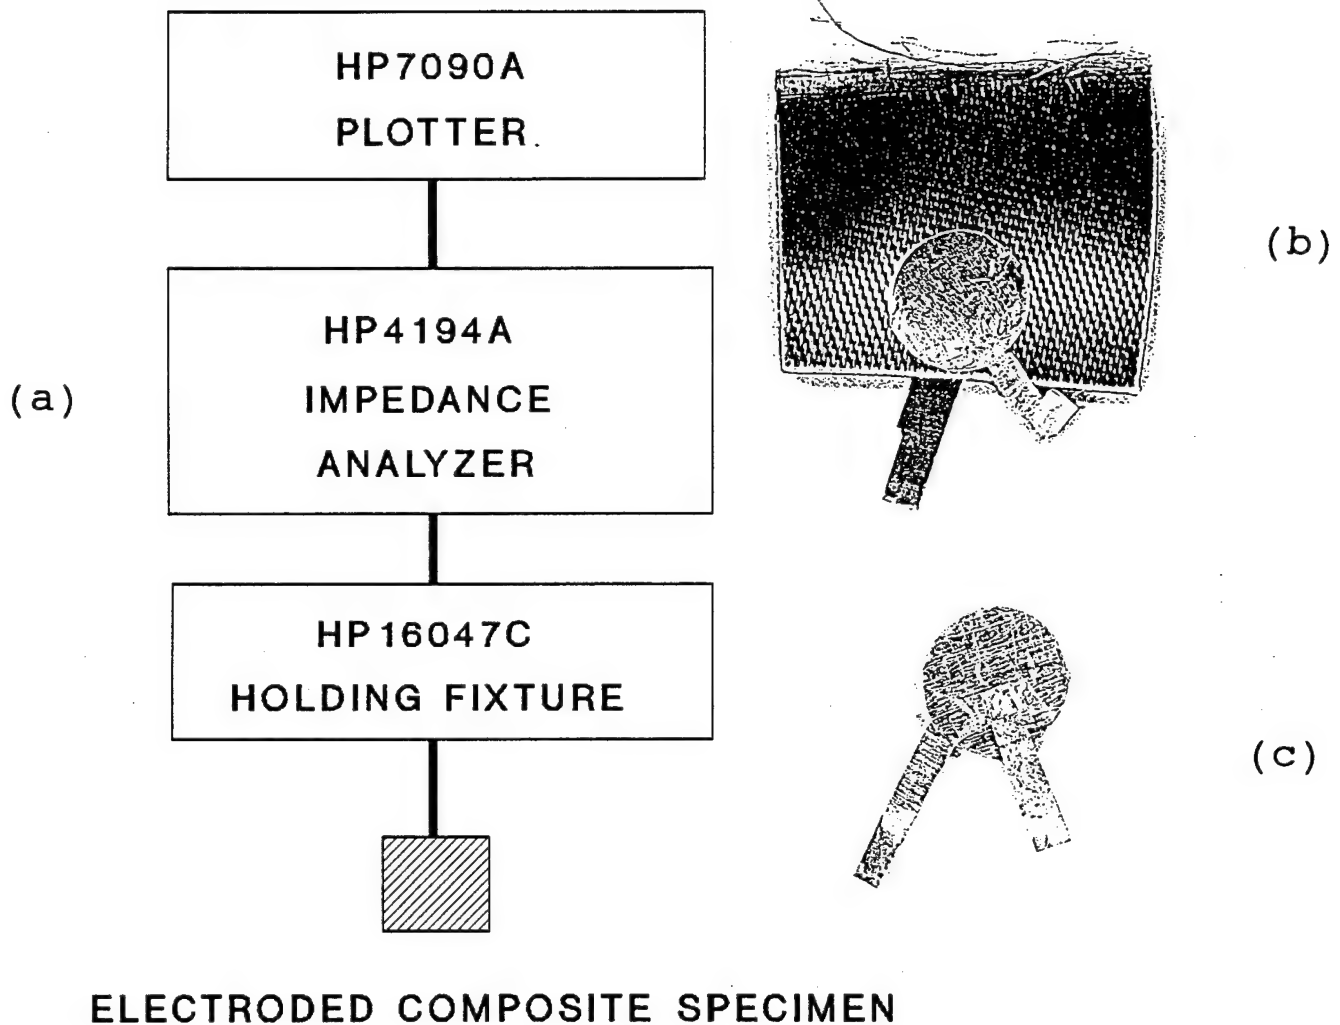 HP7090A
PLOTTER.
HP4194A
IMPEDANCE
ANALYZER
HP16047C
HOLDING FIXTURE
ELECTRODED COMPOSITE SPECIMEN
(a)
(b)
(c)